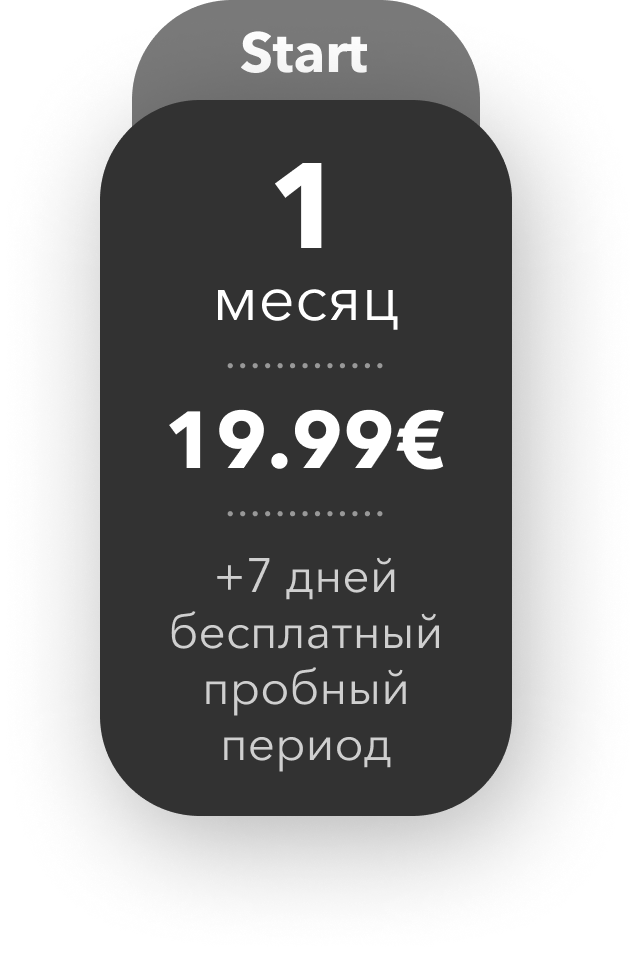 Start
1
месяц
19.99€
+7 дней
бесплатный
пробный
период